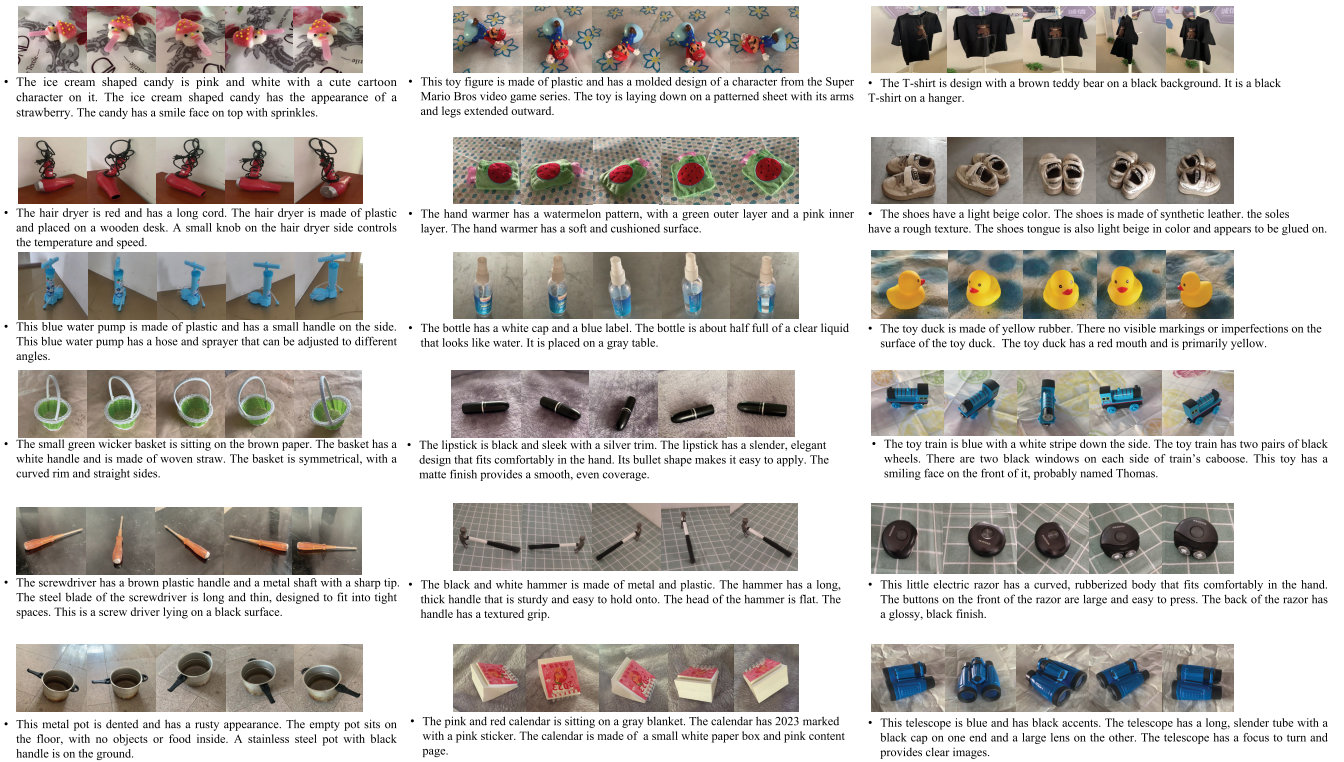 • The ice cream shaped candy is pink and white with a cute cartoon
character on it. The ice cream shaped candy has the appearance of a
strawberry. The candy has a smile face on top with sprinkles.
• This toy figure is made of plastic and has a molded design of a character from the Super
Mario Bros video game series. The toy is laying down on a patterned sheet with its arms
and legs extended outward.
• The T-shirt is design with a brown teddy bear on a black background. It is a black
T-shirt on a hanger.
• The hair dryer is red and has a long cord. The hair dryer is made of plastic
and placed on a wooden desk. A small knob on the hair dryer side controls
the temperature and speed.
• The hand warmer has a watermelon pattern, with a green outer layer and a pink inner
layer. The hand warmer has a soft and cushioned surface.
• The shoes have a light beige color. The shoes is made of synthetic leather. the soles
have a rough texture. The shoes tongue is also light beige in color and appears to be glued on.
• This blue water pump is made of plastic and has a small handle on the side.
This blue water pump has a hose and sprayer that can be adjusted to different
angles.
• The bottle has a white cap and a blue label. The bottle is about half full of a clear liquid
that looks like water. It is placed on a gray table.
• The toy duck is made of yellow rubber. There no visible markings or imperfections on the
surface of the toy duck. The toy duck has a red mouth and is primarily yellow.
• The small green wicker basket is sitting on the brown paper. The basket has a
white handle and is made of woven straw. The basket is symmetrical, with a
curved rim and straight sides.
• The lipstick is black and sleek with a silver trim. The lipstick has a slender, elegant
design that fits comfortably in the hand. Its bullet shape makes it easy to apply. The
matte finish provides a smooth, even coverage.
• The toy train is blue with a white stripe down the side. The toy train has two pairs of black
wheels. There are two black windows on each side of train’s caboose. This toy has a
smiling face on the front of it, probably named Thomas.
• The screwdriver has a brown plastic handle and a metal shaft with a sharp tip.
The steel blade of the screwdriver is long and thin, designed to fit into tight
spaces. This is a screw driver lying on a black surface.
• The black and white hammer is made of metal and plastic. The hammer has a long,
thick handle that is sturdy and easy to hold onto. The head of the hammer is flat. The
handle has a textured grip.
• This little electric razor has a curved, rubberized body that fits comfortably in the hand.
The buttons on the front of the razor are large and easy to press. The back of the razor has
a glossy, black finish.
• This metal pot is dented and has a rusty appearance. The empty pot sits on
the floor, with no objects or food inside. A stainless steel pot with black
handle is on the ground.
• The pink and red calendar is sitting on a gray blanket. The calendar has 2023 marked
with a pink sticker. The calendar is made of a small white paper box and pink content
page.
• This telescope is blue and has black accents. The telescope has a long, slender tube with a
black cap on one end and a large lens on the other. The telescope has a focus to turn and
provides clear images.